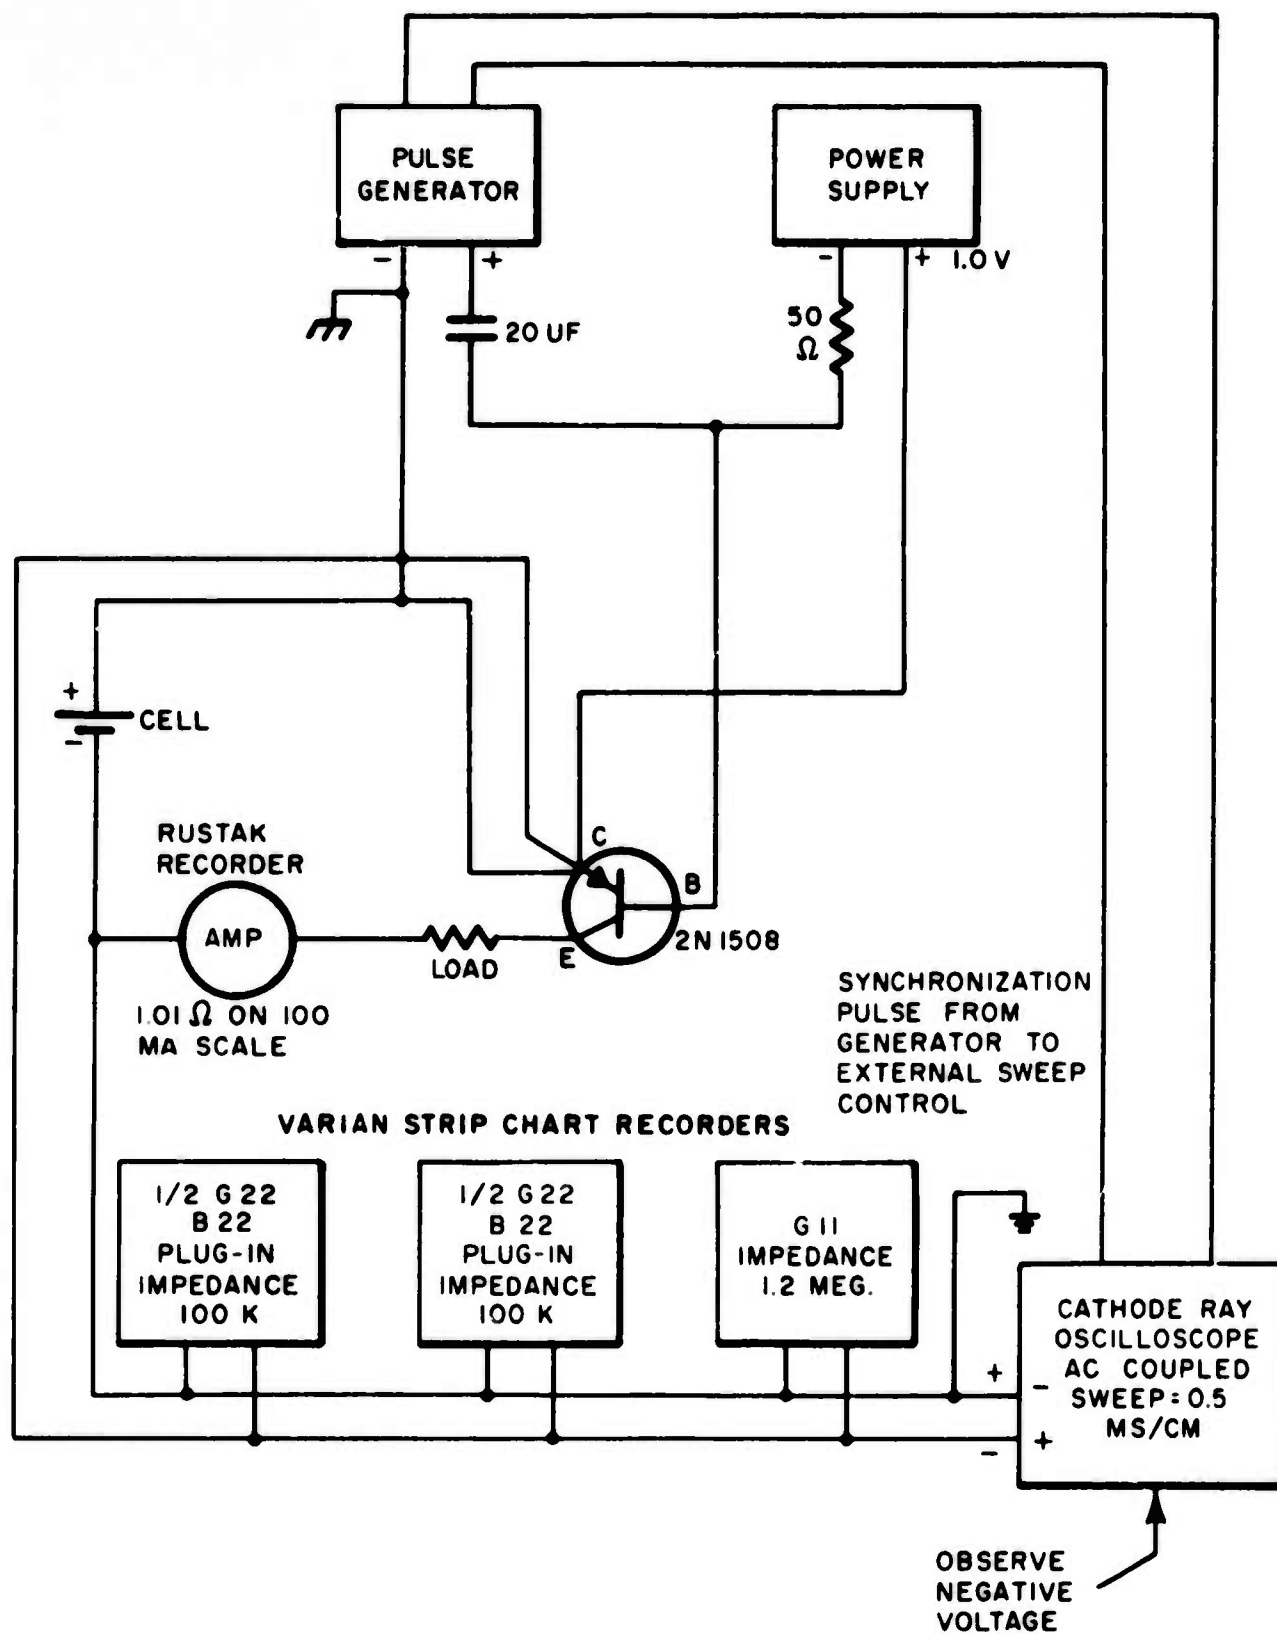 PULSE
GENERATOR
- +
POWER
SUPPLY
- + 1.0 V
20 UF
50
Ω
+
CELL
-
RUSTAK
RECORDER
AMP
1.01 Ω ON 100
MA SCALE
LOAD
C
B
E
2N 1508
SYNCHRONIZATION
PULSE FROM
GENERATOR TO
EXTERNAL SWEEP
CONTROL
VARIAN STRIP CHART RECORDERS
1/2 G 22
B 22
PLUG-IN
IMPEDANCE
100 K
1/2 G 22
B 22
PLUG-IN
IMPEDANCE
100 K
G 11
IMPEDANCE
1.2 MEG.
CATHODE RAY
OSCILLOSCOPE
AC COUPLED
SWEEP = 0.5
MS/CM
+ -
- +
OBSERVE
NEGATIVE
VOLTAGE